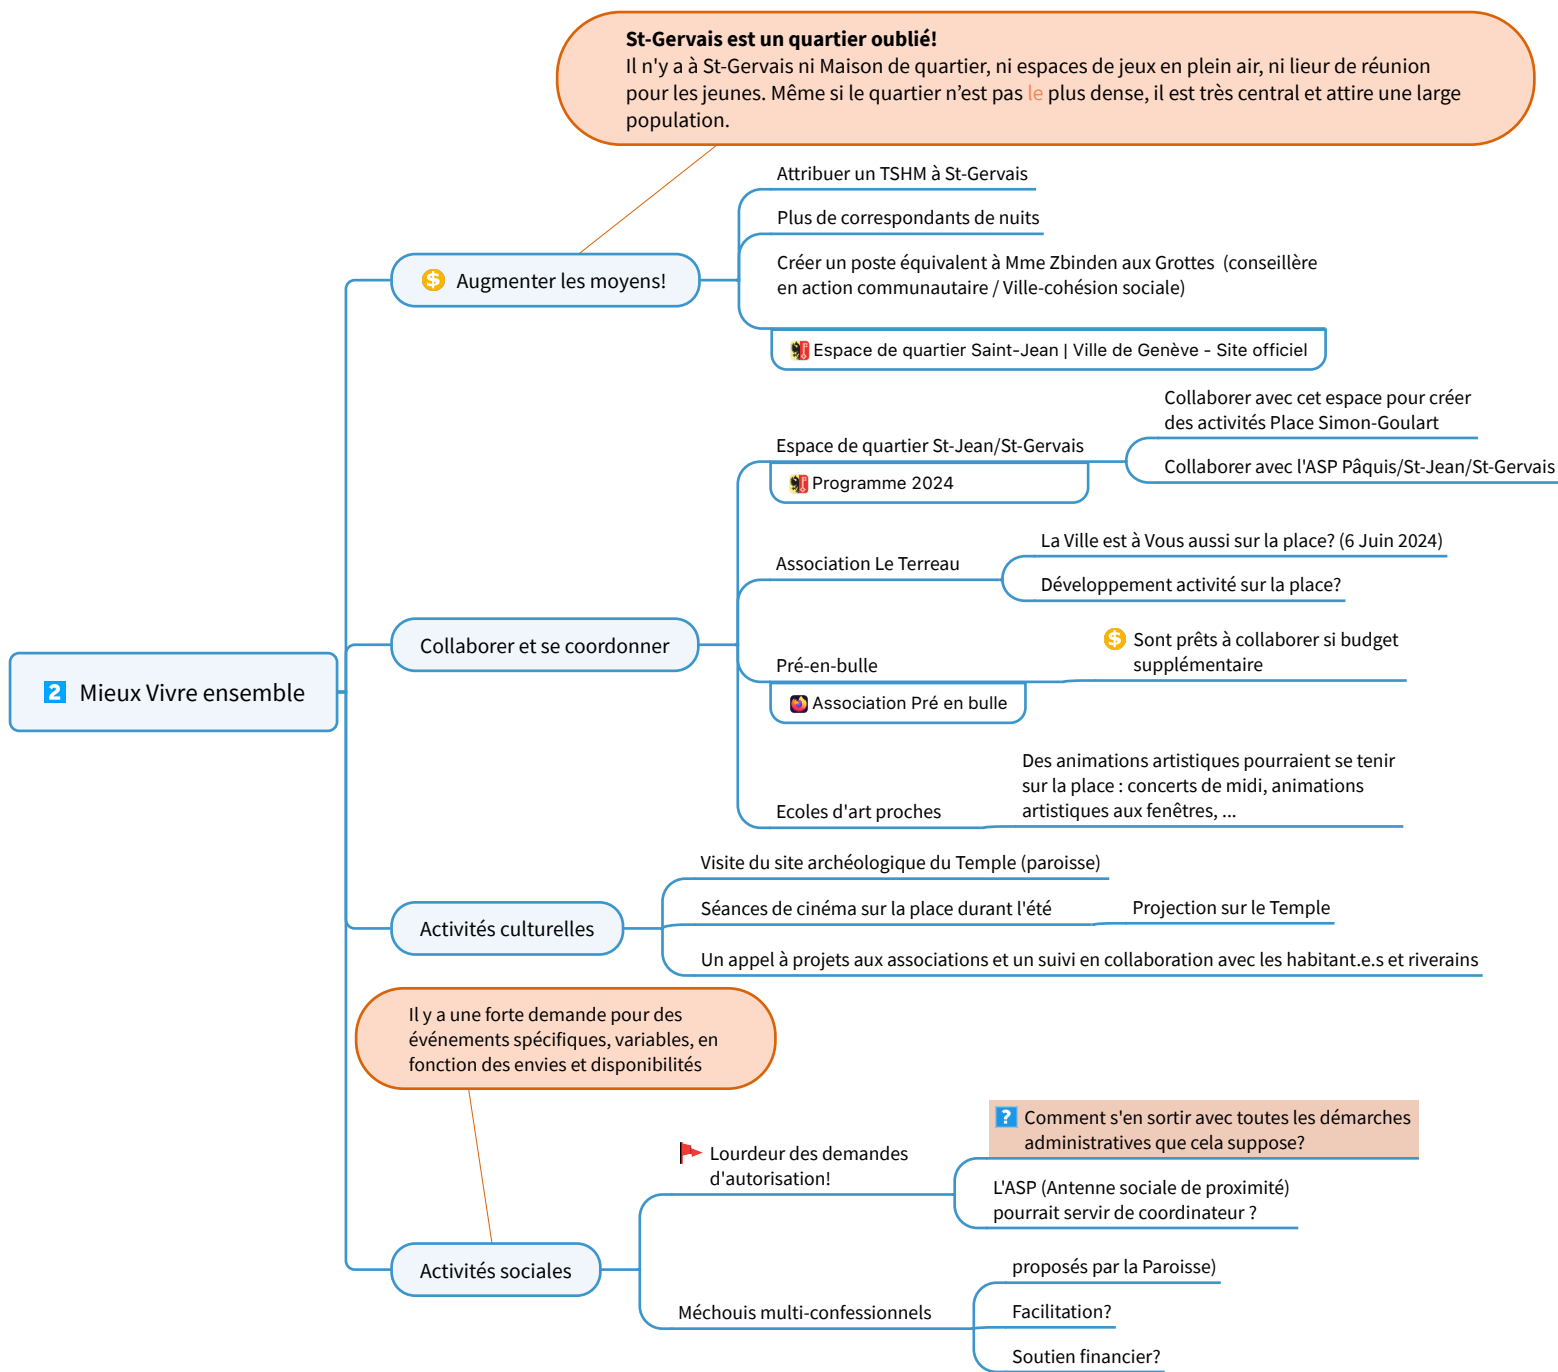 St-Gervais est un quartier oublié!
Il n'y a à St-Gervais ni Maison de quartier, ni espaces de jeux en plein air, ni lieur de réunion
pour les jeunes. Même si le quartier n’est pas le plus dense, il est très central et attire une large
population.
Attribuer un TSHM à St-Gervais
Plus de correspondants de nuits
Augmenter les moyens!
Créer un poste équivalent à Mme Zbinden aux Grottes (conseillère
en action communautaire / Ville-cohésion sociale)
Espace de quartier Saint-Jean | Ville de Genève - Site officiel
Collaborer avec cet espace pour créer
des activités Place Simon-Goulart
Espace de quartier St-Jean/St-Gervais
Collaborer avec l'ASP Pâquis/St-Jean/St-Gervais
Programme 2024
La Ville est à Vous aussi sur la place? (6 Juin 2024)
Association Le Terreau
Développement activité sur la place?
Collaborer et se coordonner
Sont prêts à collaborer si budget
supplémentaire
Pré-en-bulle
2 Mieux Vivre ensemble
Association Pré en bulle
Des animations artistiques pourraient se tenir
sur la place : concerts de midi, animations
artistiques aux fenêtres, ...
Ecoles d'art proches
Visite du site archéologique du Temple (paroisse)
Séances de cinéma sur la place durant l'été
Projection sur le Temple
Activités culturelles
Un appel à projets aux associations et un suivi en collaboration avec les habitant.e.s et riverains
Il y a une forte demande pour des
événements spécifiques, variables, en
fonction des envies et disponibilités
? Comment s'en sortir avec toutes les démarches
administratives que cela suppose?
Lourdeur des demandes
d'autorisation!
L'ASP (Antenne sociale de proximité)
pourrait servir de coordinateur ?
Activités sociales
proposés par la Paroisse)
Méchouis multi-confessionnels
Facilitation?
Soutien financier?